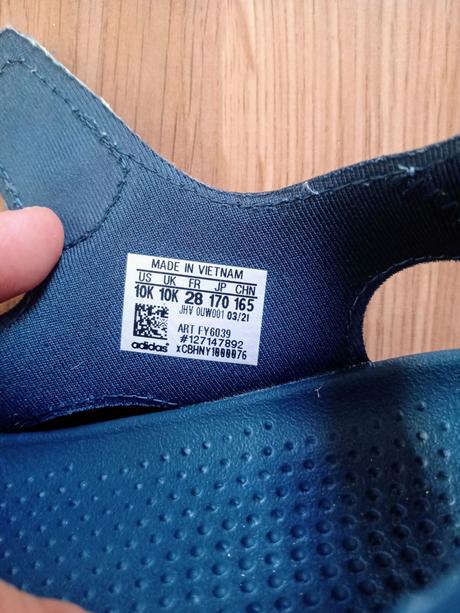 MADE IN VIETNAM
US UK FR JP CHN
10K 10K 28 170 165
JHV 0UW001 03/21
ART FY6039
#127147892
adidas xCBHNY1000076